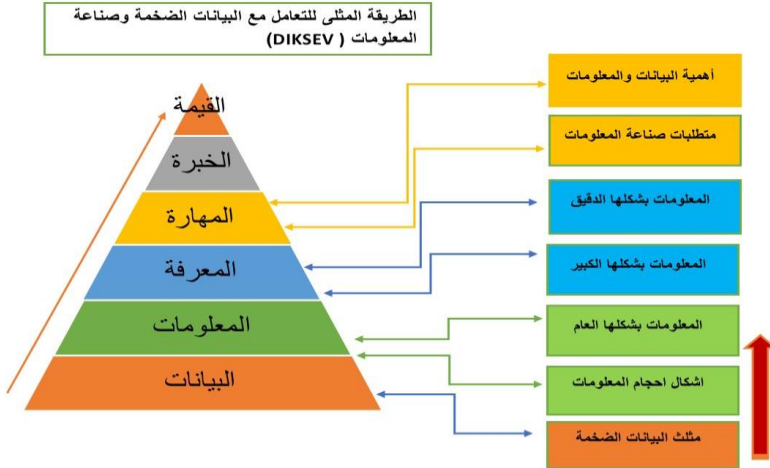 الطريقة المثلى للتعامل مع البيانات الضخمة وصناعة
المعلومات ( DIKSEV)
القيمة
الخبرة
المهارة
المعرفة
المعلومات
البيانات
أهمية البيانات والمعلومات
متطلبات صناعة المعلومات
المعلومات بشكلها الدقيق
المعلومات بشكلها الكبير
المعلومات بشكلها العام
اشكال احجام المعلومات
مثلث البيانات الضخمة